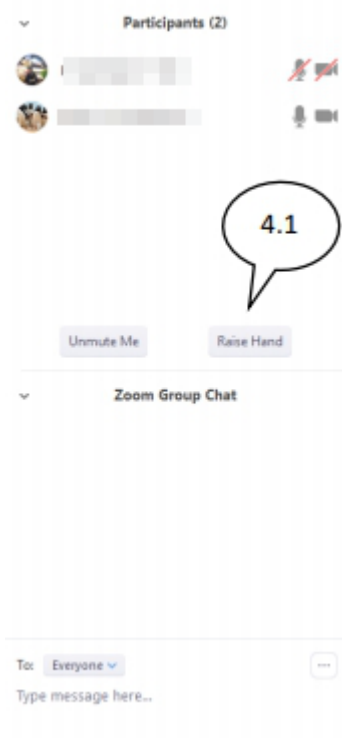 Participants (2)
4.1
Unmute Me Raise Hand
Zoom Group Chat
To: Everyone
Type message here...